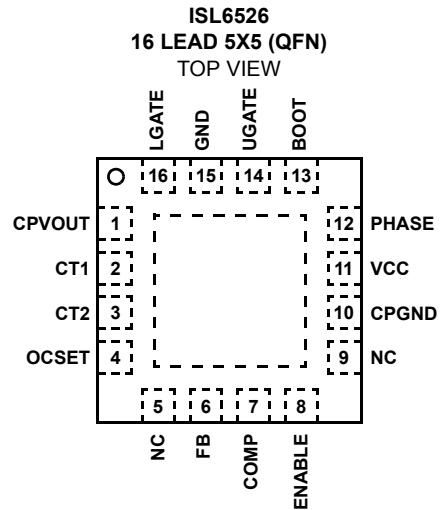 ISL6526
16 LEAD 5X5 (QFN)
TOP VIEW
LGATE
GND
UGATE
BOOT
16
15
14
13
CPVOUT 1
12 PHASE
CT1 2
11 VCC
CT2 3
10 CPGND
OCSET 4
9 NC
5
6
7
8
NC
FB
COMP
ENABLE